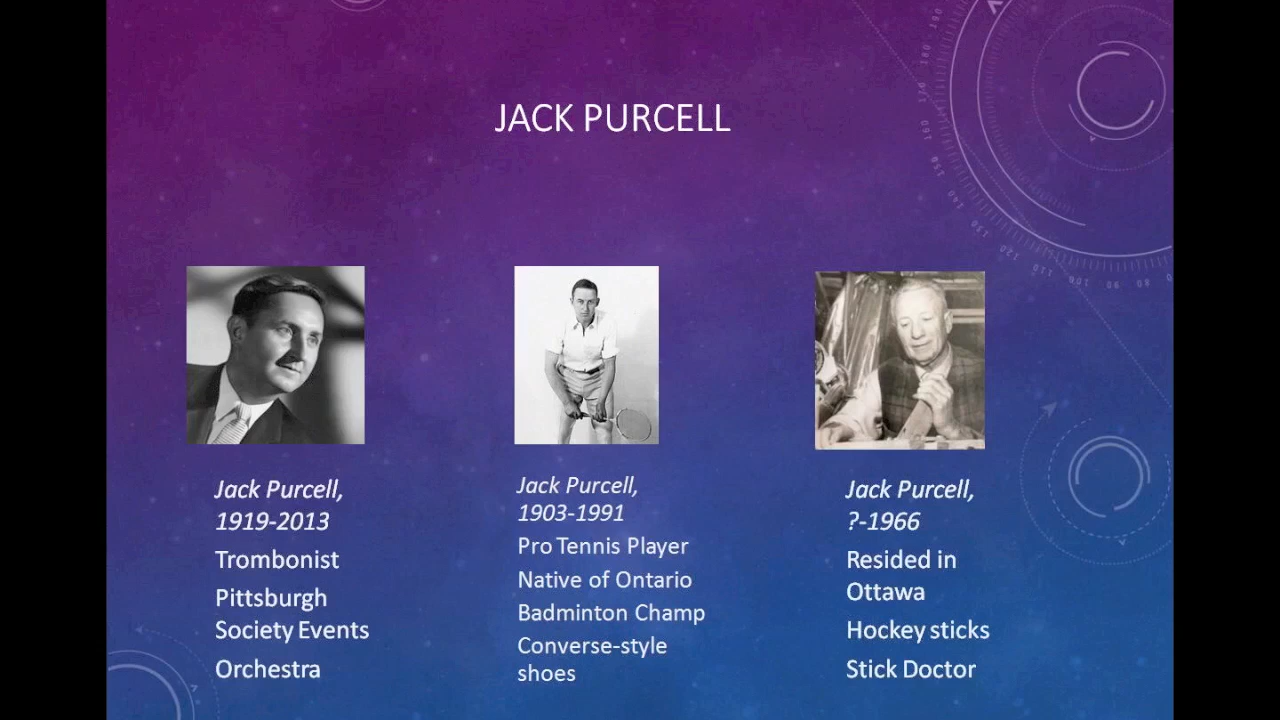 JACK PURCELL
Jack Purcell,
1919-2013
Trombonist
Pittsburgh
Society Events
Orchestra
Jack Purcell,
1903-1991
Pro Tennis Player
Native of Ontario
Badminton Champ
Converse-style
shoes
Jack Purcell,
?-1966
Resided in
Ottawa
Hockey sticks
Stick Doctor